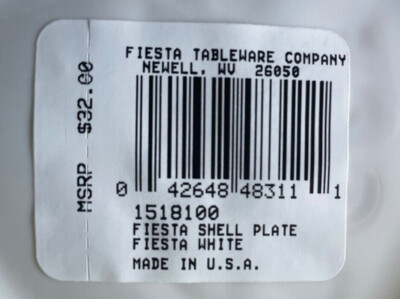 FIESTA TABLEWARE COMPANY
NEWELL, WV 26050
MSRP $32.00
0 42648 48311 1
1518100
FIESTA SHELL PLATE
FIESTA WHITE
MADE IN U.S.A.